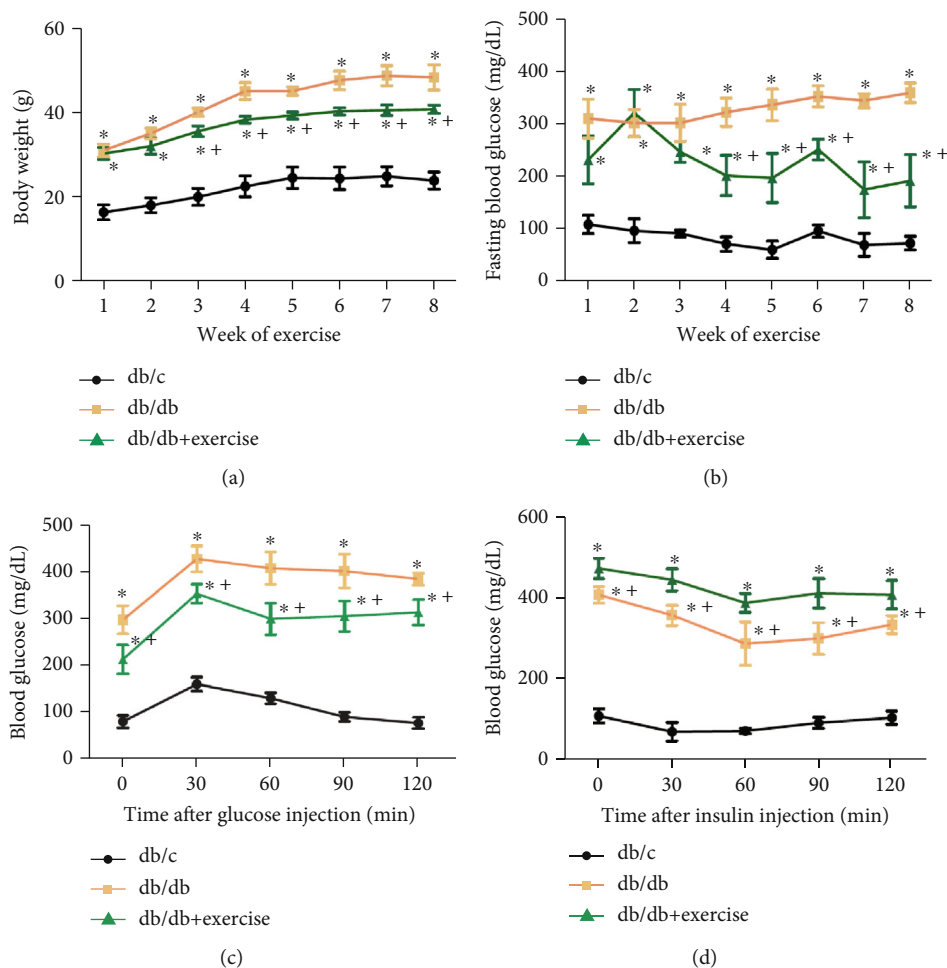 60
40
20
0
Body weight (g)
* * * * * * * *
* * * + * + * + * + * + * +
1 2 3 4 5 6 7 8
Week of exercise
db/c
db/db
db/db+exercise
(a)
500
400
300
200
100
0
Fasting blood glucose (mg/dL)
* * * * * * * *
* * * * + * + * + * + * +
1 2 3 4 5 6 7 8
Week of exercise
db/c
db/db
db/db+exercise
(b)
500
400
300
200
100
0
Blood glucose (mg/dL)
* * * * *
* + * + * + * + * +
0 30 60 90 120
Time after glucose injection (min)
db/c
db/db
db/db+exercise
(c)
600
400
200
0
Blood glucose (mg/dL)
* * * * *
* + * + * + * + * +
0 30 60 90 120
Time after insulin injection (min)
db/c
db/db
db/db+exercise
(d)